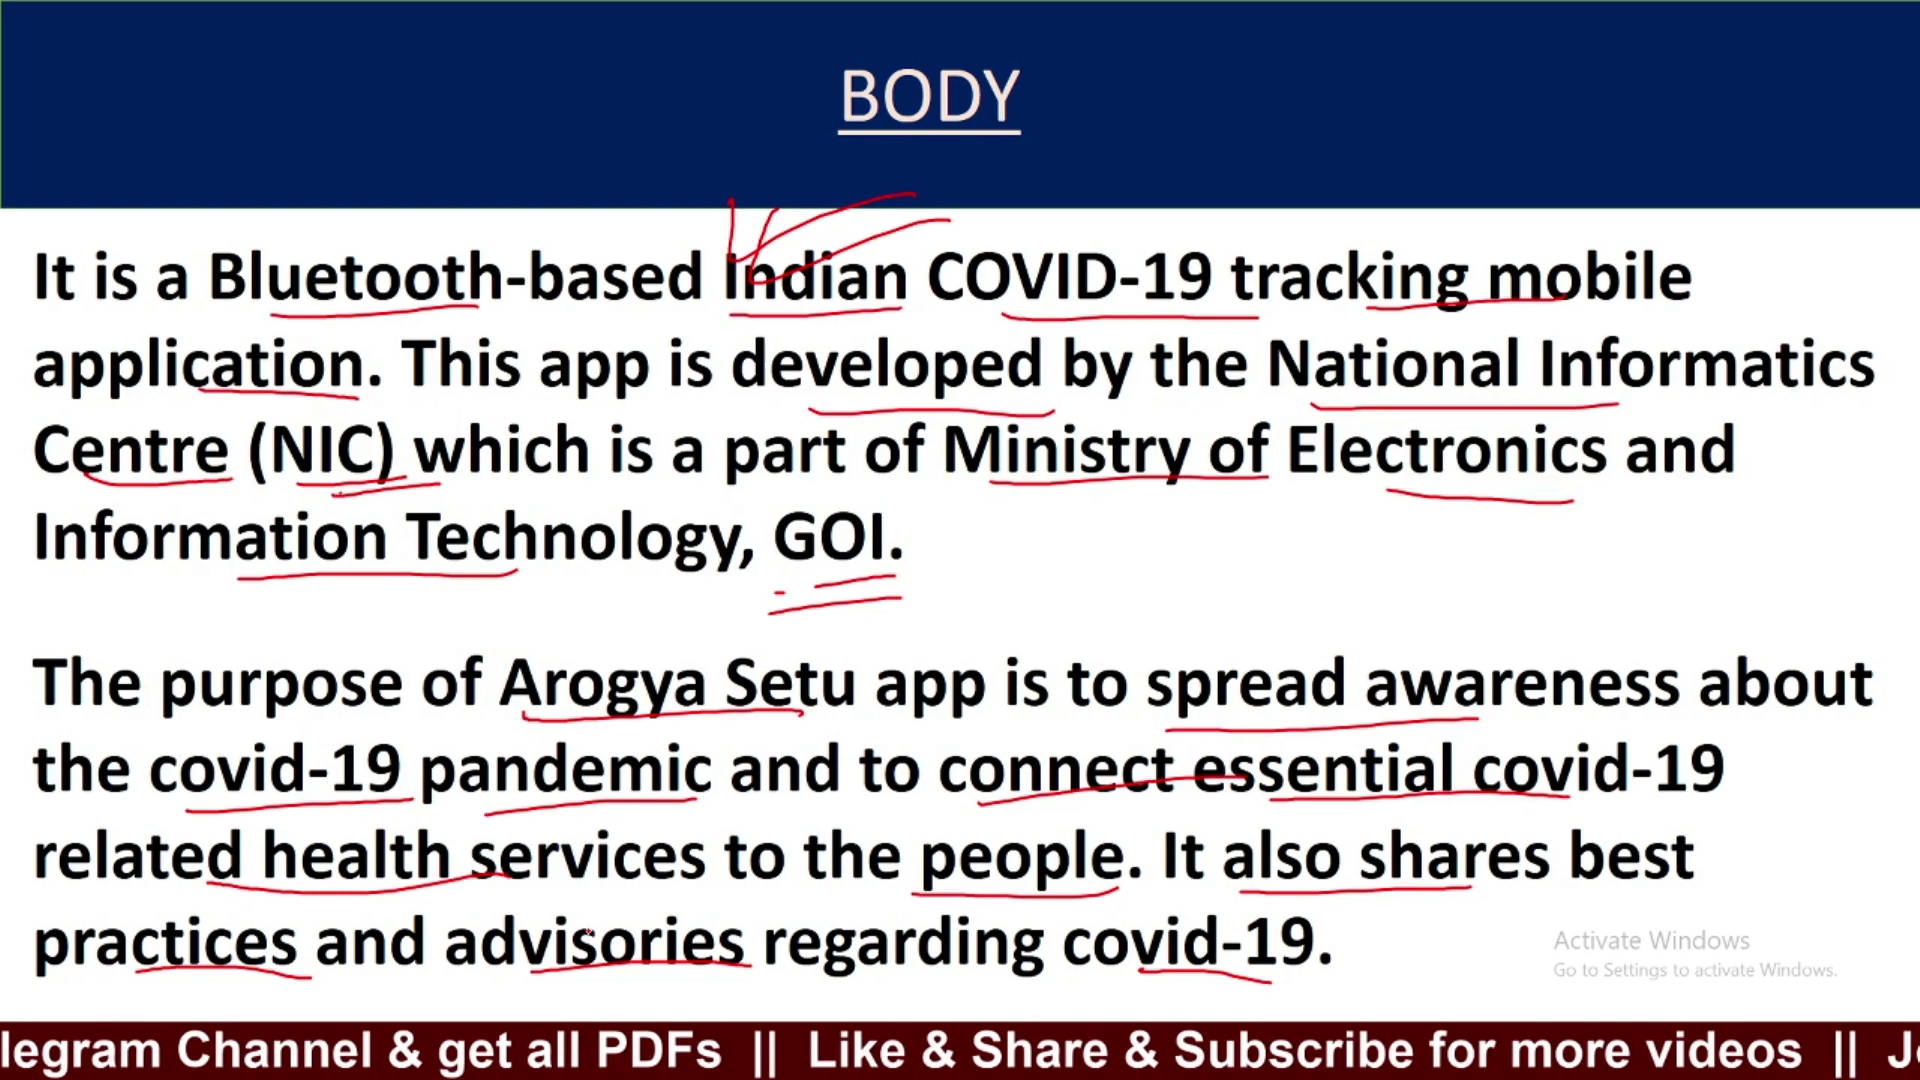 BODY
It is a Bluetooth-based Indian COVID-19 tracking mobile
application. This app is developed by the National Informatics
Centre (NIC) which is a part of Ministry of Electronics and
Information Technology, GOI.
The purpose of Arogya Setu app is to spread awareness about
the covid-19 pandemic and to connect essential covid-19
related health services to the people. It also shares best
practices and advisories regarding covid-19.
Activate Windows
Go to Settings to activate Windows.
legram Channel & get all PDFs || Like & Share & Subscribe for more videos || J